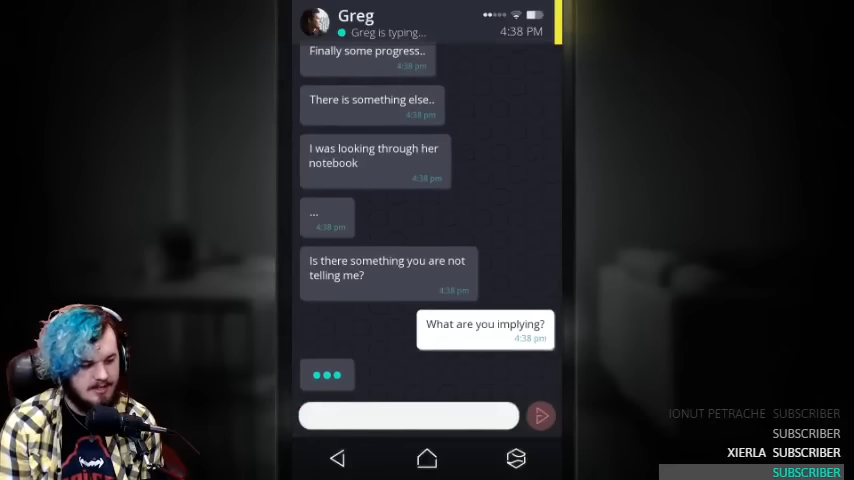 Greg
Greg is typing...
4:38 PM
Finally some progress..
4:38 pm
There is something else..
4:38 pm
I was looking through her
notebook
4:38 pm
...
4:38 pm
Is there something you are not
telling me?
4:38 pm
What are you implying?
4:38 pm
IONUT PETRACHE SUBSCRIBER
SUBSCRIBER
XIERLA SUBSCRIBER
SUBSCRIBER